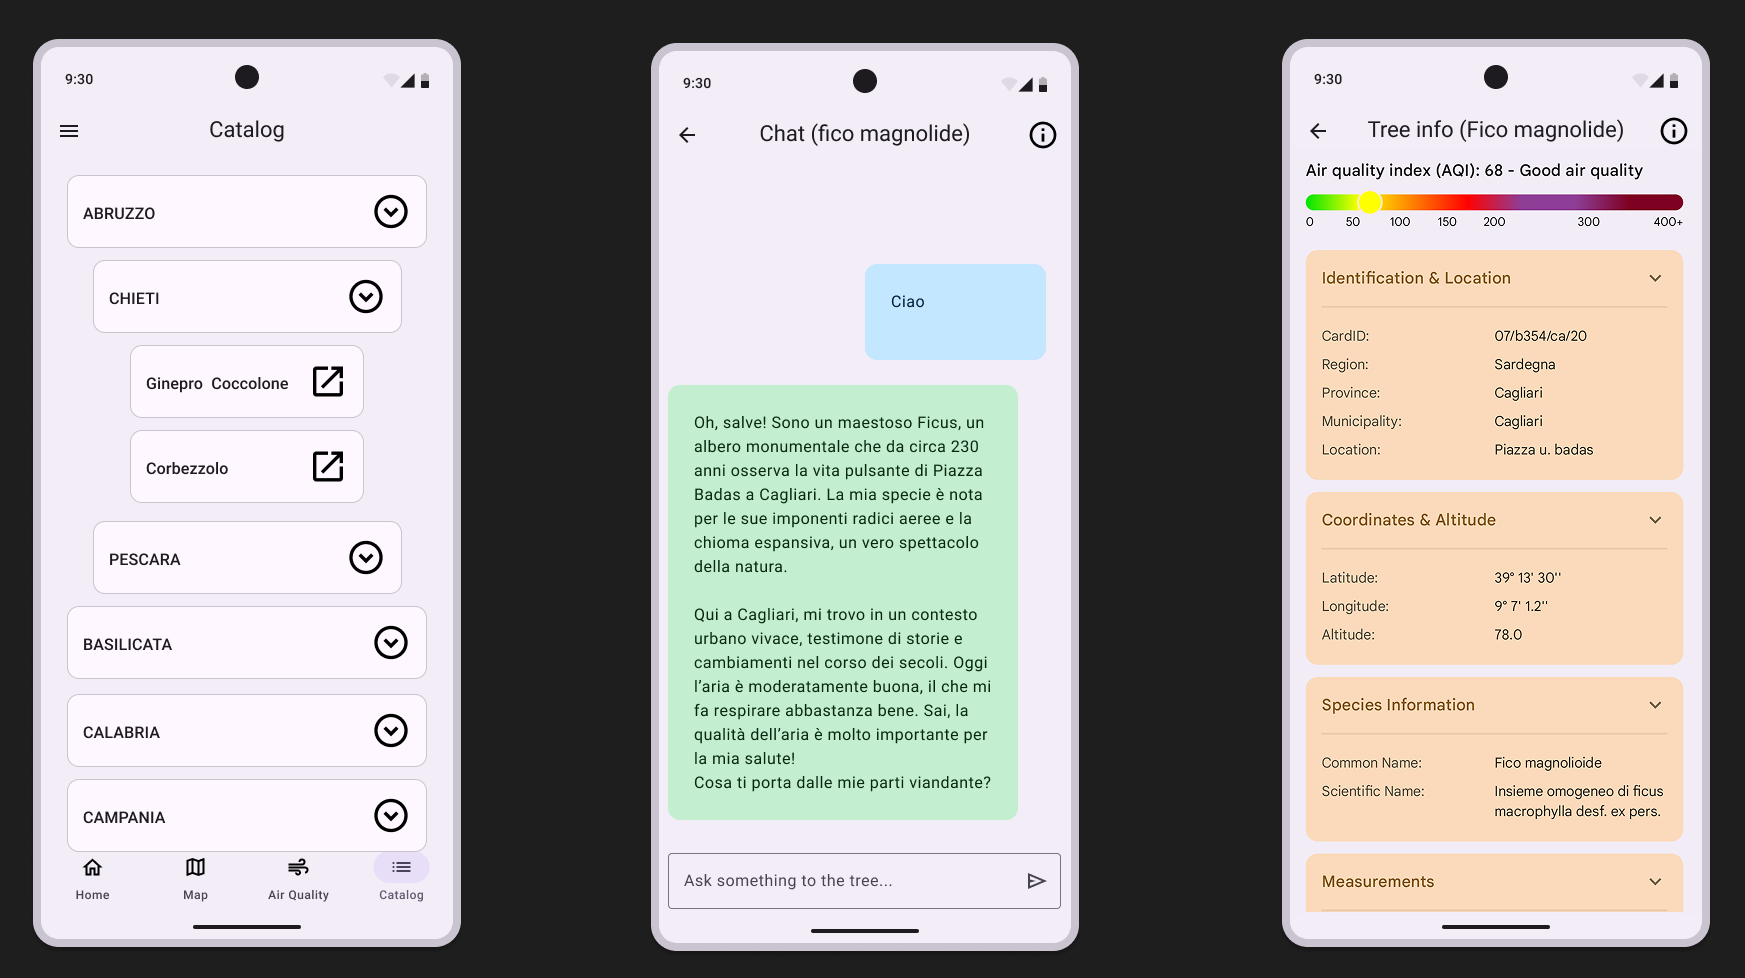 9:30
Catalog
ABRUZZO
CHIETI
Ginepro Coccolone
Corbezzolo
PESCARA
BASILICATA
CALABRIA
CAMPANIA
Home
Map
Air Quality
Catalog
9:30
Chat (fico magnolide)
Ciao
Oh, salve! Sono un maestoso Ficus, un
albero monumentale che da circa 230
anni osserva la vita pulsante di Piazza
Badas a Cagliari. La mia specie è nota
per le sue imponenti radici aeree e la
chioma espansiva, un vero spettacolo
della natura.
Qui a Cagliari, mi trovo in un contesto
urbano vivace, testimone di storie e
cambiamenti nel corso dei secoli. Oggi
l'aria è moderatamente buona, il che mi
fa respirare abbastanza bene. Sai, la
qualità dell'aria è molto importante per
la mia salute!
Cosa ti porta dalle mie parti viandante?
Ask something to the tree...
9:30
Tree info (Fico magnolide)
Air quality index (AQI): 68 - Good air quality
0 50 100 150 200 300 400+
Identification & Location
CardID: 07/b354/ca/20
Region: Sardegna
Province: Cagliari
Municipality: Cagliari
Location: Piazza u. badas
Coordinates & Altitude
Latitude: 39° 13' 30''
Longitude: 9° 7' 1.2''
Altitude: 78.0
Species Information
Common Name: Fico magnolioide
Scientific Name: Insieme omogeneo di ficus
macrophylla desf. ex pers.
Measurements